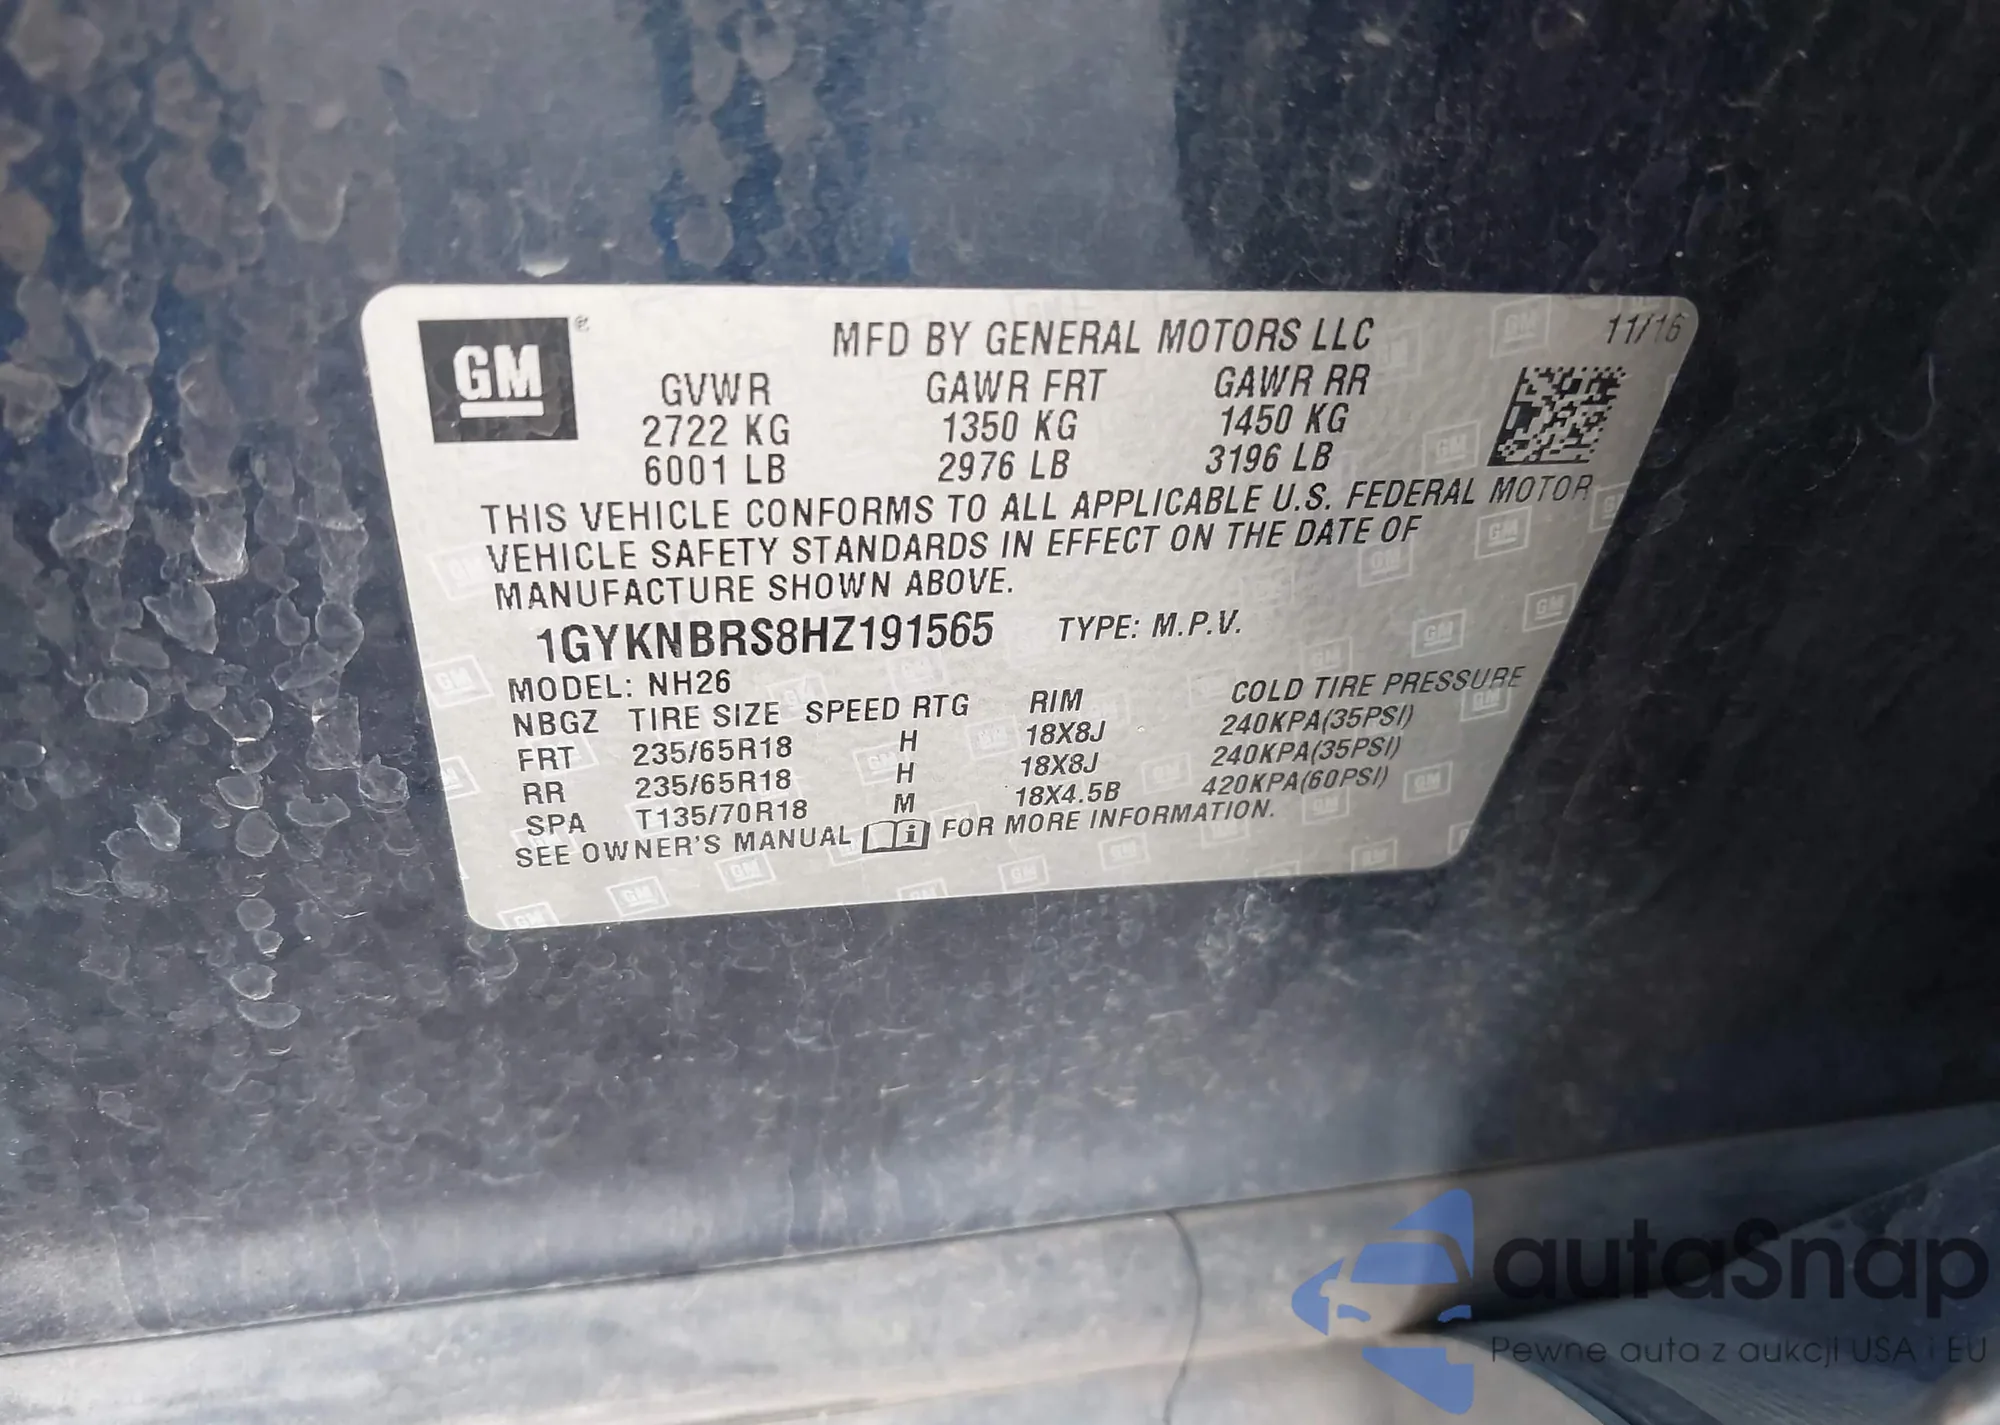 GM
MFD BY GENERAL MOTORS LLC 11/16
GVWR GAWR FRT GAWR RR
2722 KG 1350 KG 1450 KG
6001 LB 2976 LB 3196 LB
THIS VEHICLE CONFORMS TO ALL APPLICABLE U.S. FEDERAL MOTOR
VEHICLE SAFETY STANDARDS IN EFFECT ON THE DATE OF
MANUFACTURE SHOWN ABOVE.
1GYKNBRS8HZ191565 TYPE: M.P.V.
MODEL: NH26
NBGZ TIRE SIZE SPEED RTG RIM COLD TIRE PRESSURE
FRT 235/65R18 H 18X8J 240KPA(35PSI)
RR 235/65R18 H 18X8J 240KPA(35PSI)
SPA T135/70R18 M 18X4.5B 420KPA(60PSI)
SEE OWNER'S MANUAL FOR MORE INFORMATION.
autaSnap
Pewne auta z aukcji USA i EU